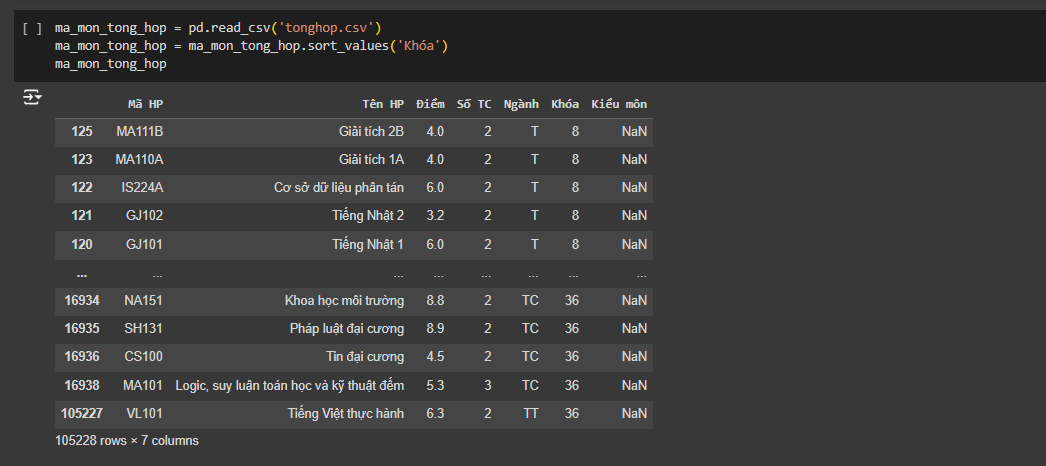 [ ] ma_mon_tong_hop = pd.read_csv('tonghop.csv')
ma_mon_tong_hop = ma_mon_tong_hop.sort_values('Khóa')
ma_mon_tong_hop
Mã HP Tên HP Điểm Số TC Ngành Khóa Kiểu môn
125 MA111B Giải tích 2B 4.0 2 T 8 NaN
123 MA110A Giải tích 1A 4.0 2 T 8 NaN
122 IS224A Cơ sở dữ liệu phân tán 6.0 2 T 8 NaN
121 GJ102 Tiếng Nhật 2 3.2 2 T 8 NaN
120 GJ101 Tiếng Nhật 1 6.0 2 T 8 NaN
... ... ... ... ... ... ... ...
16934 NA151 Khoa học môi trường 8.8 2 TC 36 NaN
16935 SH131 Pháp luật đại cương 8.9 2 TC 36 NaN
16936 CS100 Tin đại cương 4.5 2 TC 36 NaN
16938 MA101 Logic, suy luận toán học và kỹ thuật đếm 5.3 3 TC 36 NaN
105227 VL101 Tiếng Việt thực hành 6.3 2 TT 36 NaN
105228 rows × 7 columns